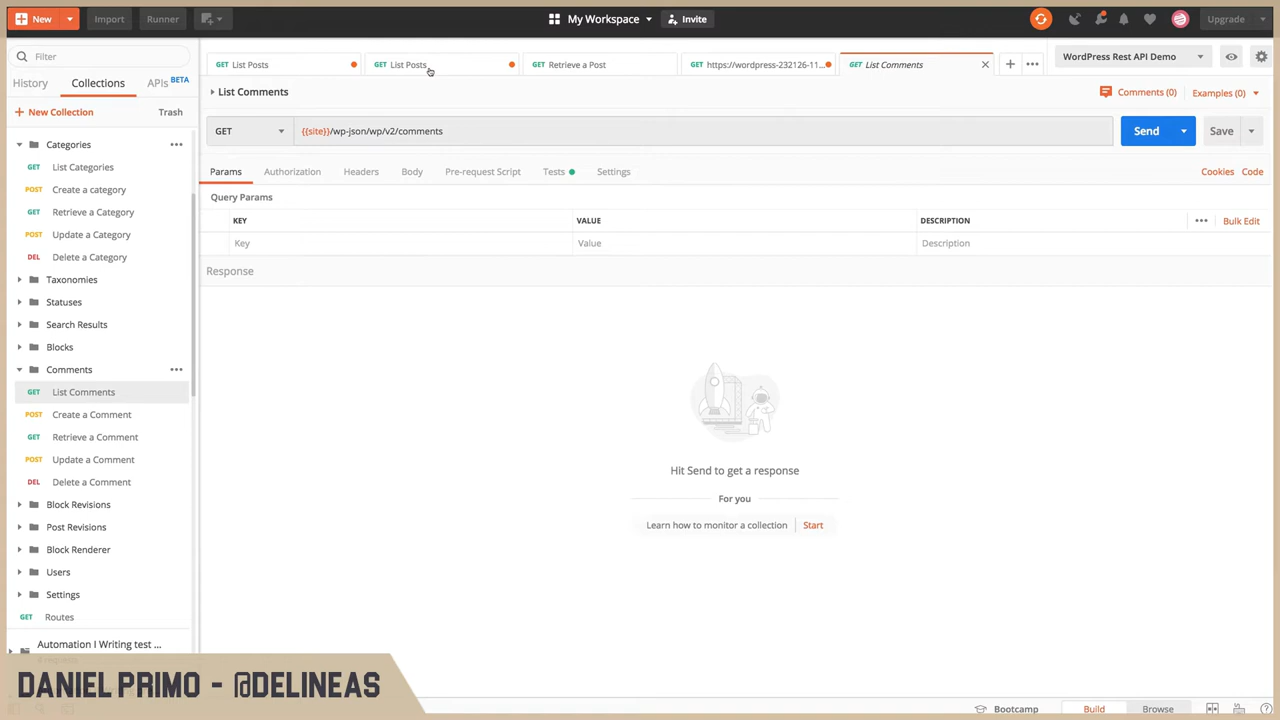 New
Import
Runner
My Workspace
Invite
Upgrade
Filter
History
Collections
APIs
BETA
New Collection
Trash
Categories
GET List Categories
POST Create a category
GET Retrieve a Category
POST Update a Category
DEL Delete a Category
Taxonomies
Statuses
Search Results
Blocks
Comments
GET List Comments
POST Create a Comment
GET Retrieve a Comment
POST Update a Comment
DEL Delete a Comment
Block Revisions
Post Revisions
Block Renderer
Users
Settings
GET Routes
Automation I Writing test ...
GET List Posts
GET List Posts
GET Retrieve a Post
GET https://wordpress-232126-11...
GET List Comments
WordPress Rest API Demo
List Comments
Comments (0)
Examples (0)
GET
{{site}}/wp-json/wp/v2/comments
Send
Save
Params
Authorization
Headers
Body
Pre-request Script
Tests
Settings
Cookies
Code
Query Params
KEY
VALUE
DESCRIPTION
Bulk Edit
Key
Value
Description
Response
Hit Send to get a response
For you
Learn how to monitor a collection
Start
DANIEL PRIMO - @DELINEAS
Bootcamp
Build
Browse